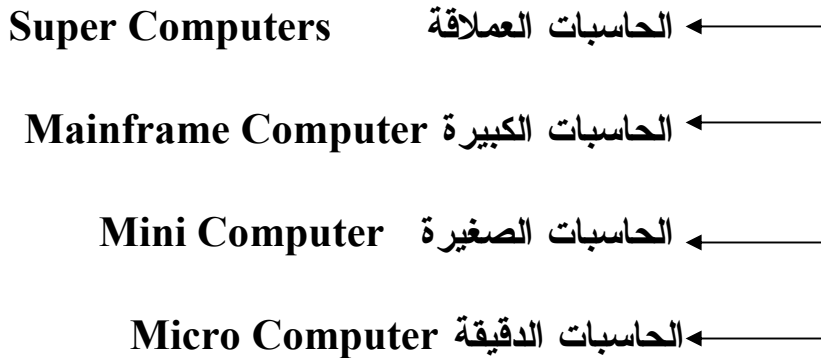 الحاسبات العملاقة Super Computers
الحاسبات الكبيرة Mainframe Computer
الحاسبات الصغيرة Mini Computer
الحاسبات الدقيقة Micro Computer